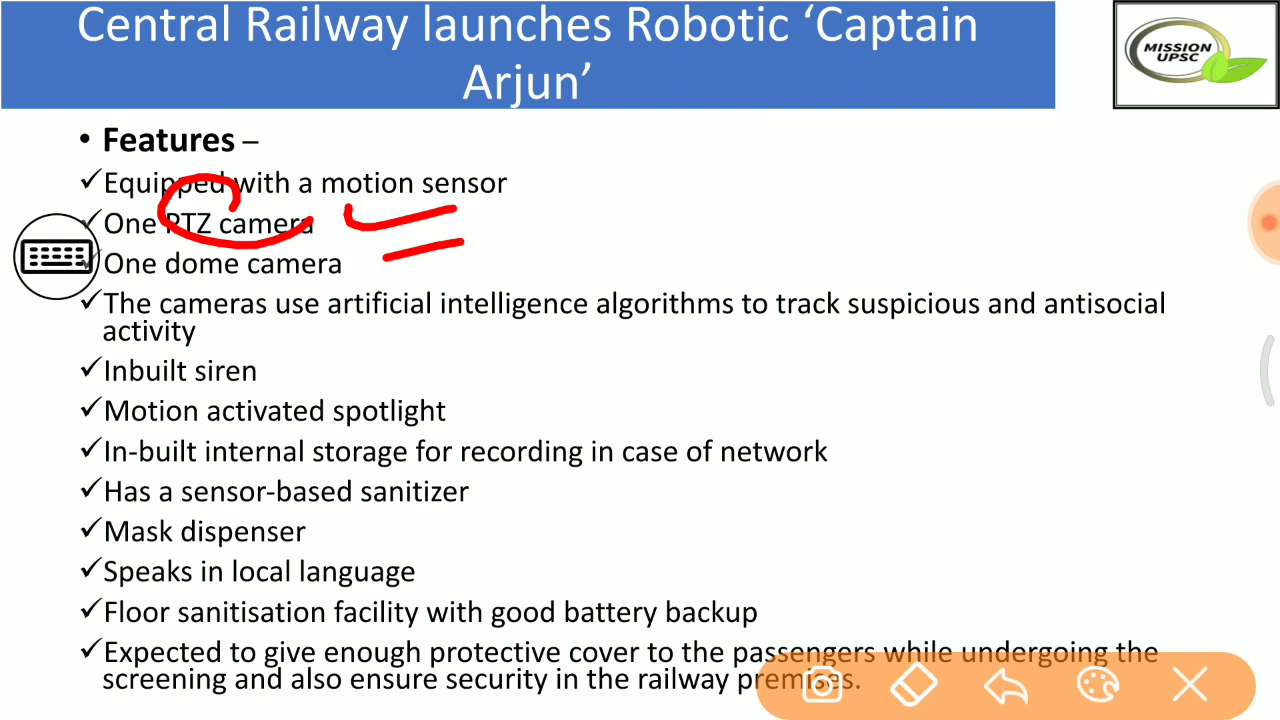 Central Railway launches Robotic ‘Captain
Arjun’
MISSION
UPSC
• Features –
✓Equipped with a motion sensor
✓One PTZ camera
✓One dome camera
✓The cameras use artificial intelligence algorithms to track suspicious and antisocial
activity
✓Inbuilt siren
✓Motion activated spotlight
✓In-built internal storage for recording in case of network
✓Has a sensor-based sanitizer
✓Mask dispenser
✓Speaks in local language
✓Floor sanitisation facility with good battery backup
✓Expected to give enough protective cover to the passengers while undergoing the
screening and also ensure security in the railway premises.